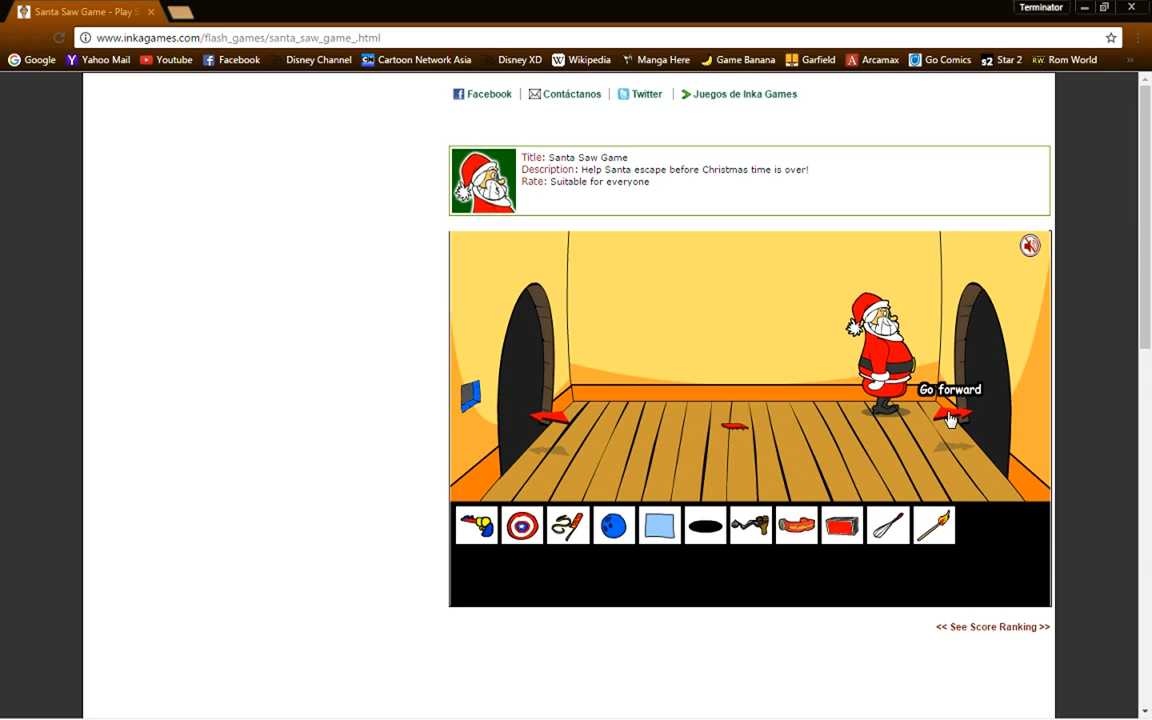 Santa Saw Game - Play S
Terminator
www.inkagames.com/flash_games/santa_saw_game_.html
Google Yahoo Mail Youtube Facebook Disney Channel Cartoon Network Asia Disney XD Wikipedia Manga Here Game Banana Garfield Arcamax Go Comics Star 2 Rom World
Facebook | Contáctanos | Twitter | Juegos de Inka Games
Title: Santa Saw Game
Description: Help Santa escape before Christmas time is over!
Rate: Suitable for everyone
Go forward
<< See Score Ranking >>